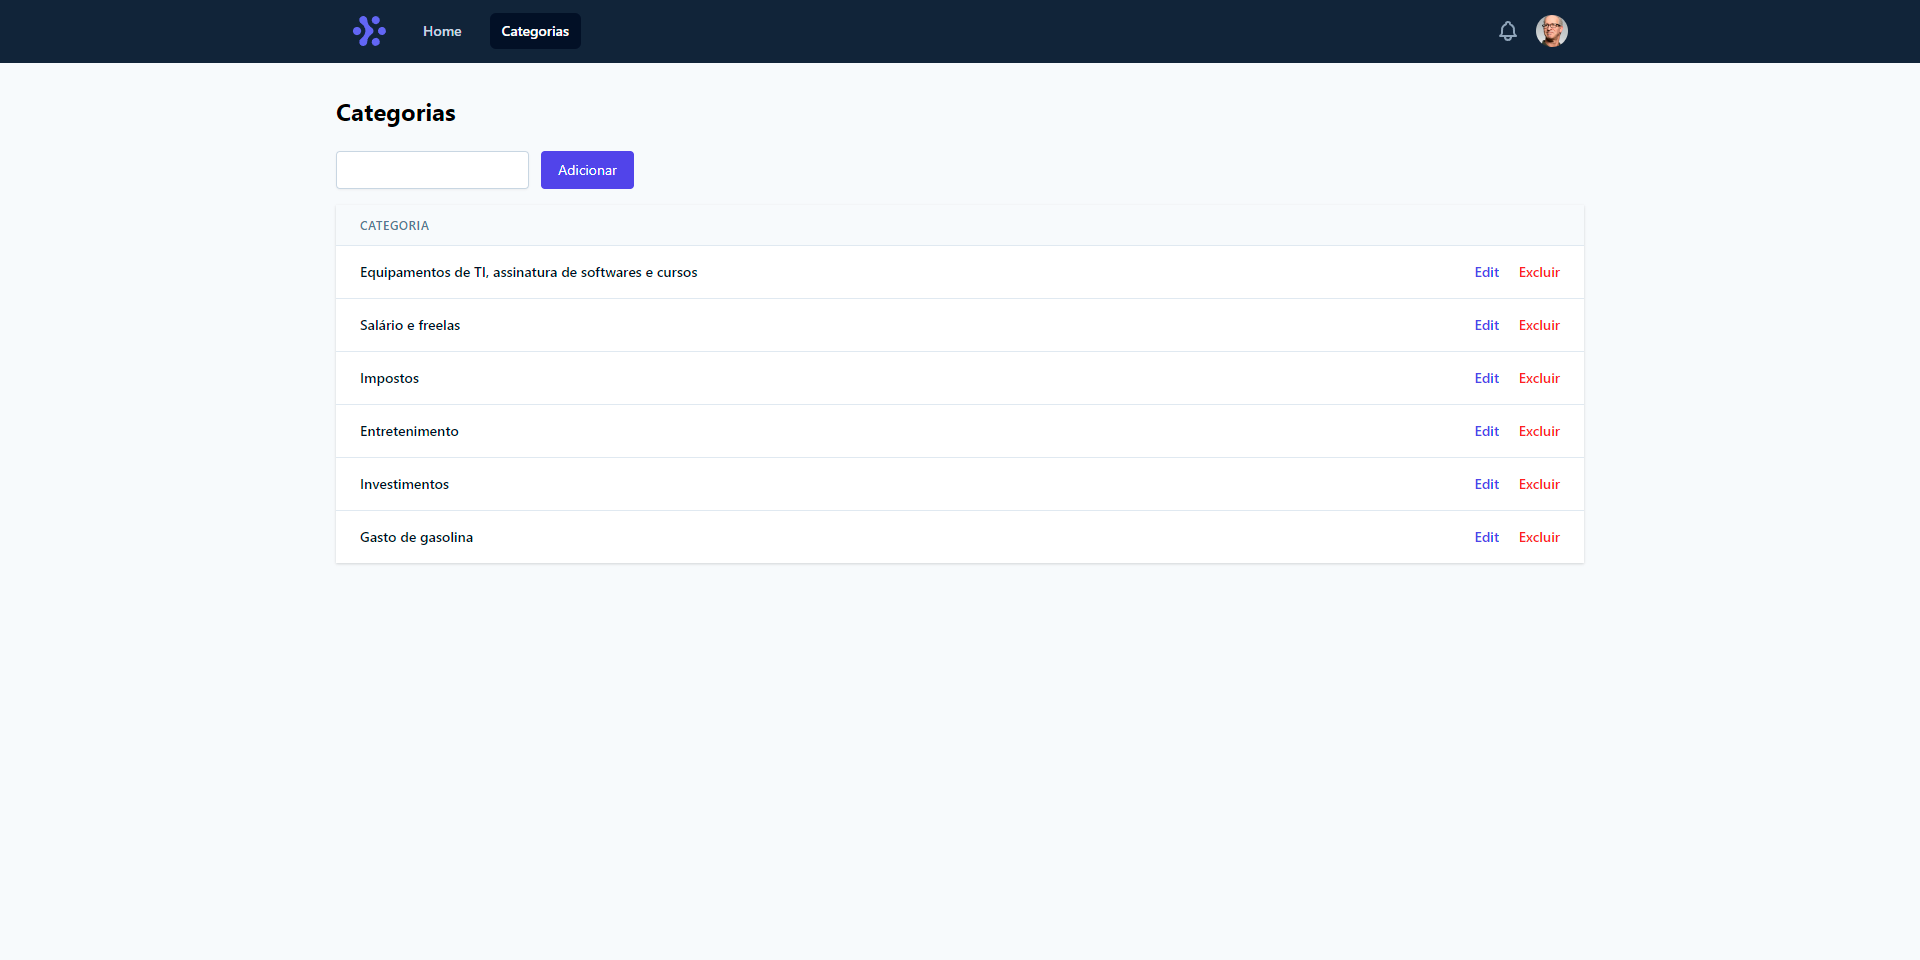 Home Categorias
Categorias
Adicionar
CATEGORIA
Equipamentos de TI, assinatura de softwares e cursos Edit Excluir
Salário e freelas Edit Excluir
Impostos Edit Excluir
Entretenimento Edit Excluir
Investimentos Edit Excluir
Gasto de gasolina Edit Excluir